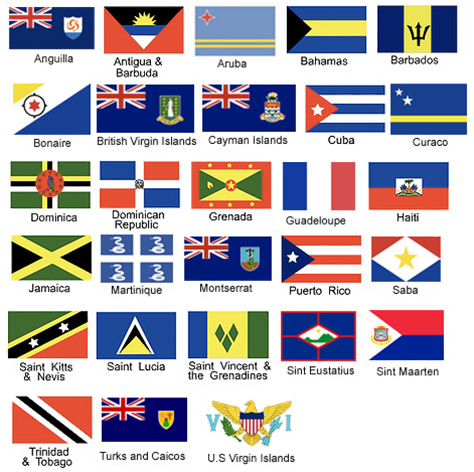 Anguilla
Antigua &
Barbuda
Aruba
Bahamas
Barbados
Bonaire
British Virgin Islands
Cayman Islands
Cuba
Curaco
Dominica
Dominican
Republic
Grenada
Guadeloupe
Haiti
Jamaica
Martinique
Montserrat
Puerto Rico
Saba
Saint Kitts
& Nevis
Saint Lucia
Saint Vincent &
the Grenadines
Sint Eustatius
Sint Maarten
Trinidad
& Tobago
Turks and Caicos
V I
U.S Virgin Islands